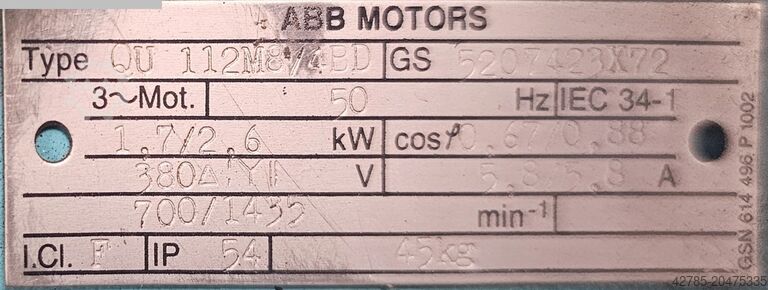 ABB MOTORS
Type QU 112M8/4BD GS 5207423X72
3~Mot. 50 Hz IEC 34-1
1,7/2,6 kW cosφ 0,67/0,88
380Δ/YY V 5,8/5,8 A
700/1435 min-1
I.Cl. F IP 54 45kg
GSN 614 496 P 1002
42785-20475335